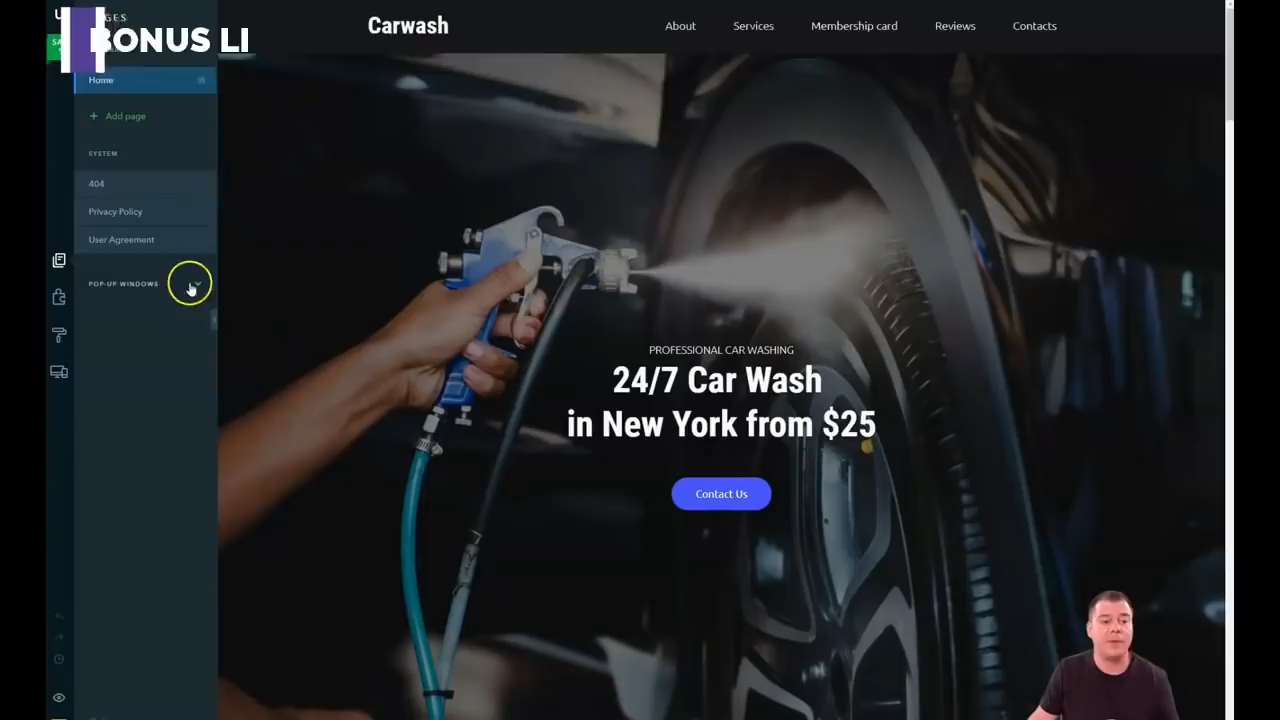 BONUS LI
Home
Add page
SYSTEM
404
Privacy Policy
User Agreement
POP-UP WINDOWS
Carwash
About
Services
Membership card
Reviews
Contacts
PROFESSIONAL CAR WASHING
24/7 Car Wash
in New York from $25
Contact Us